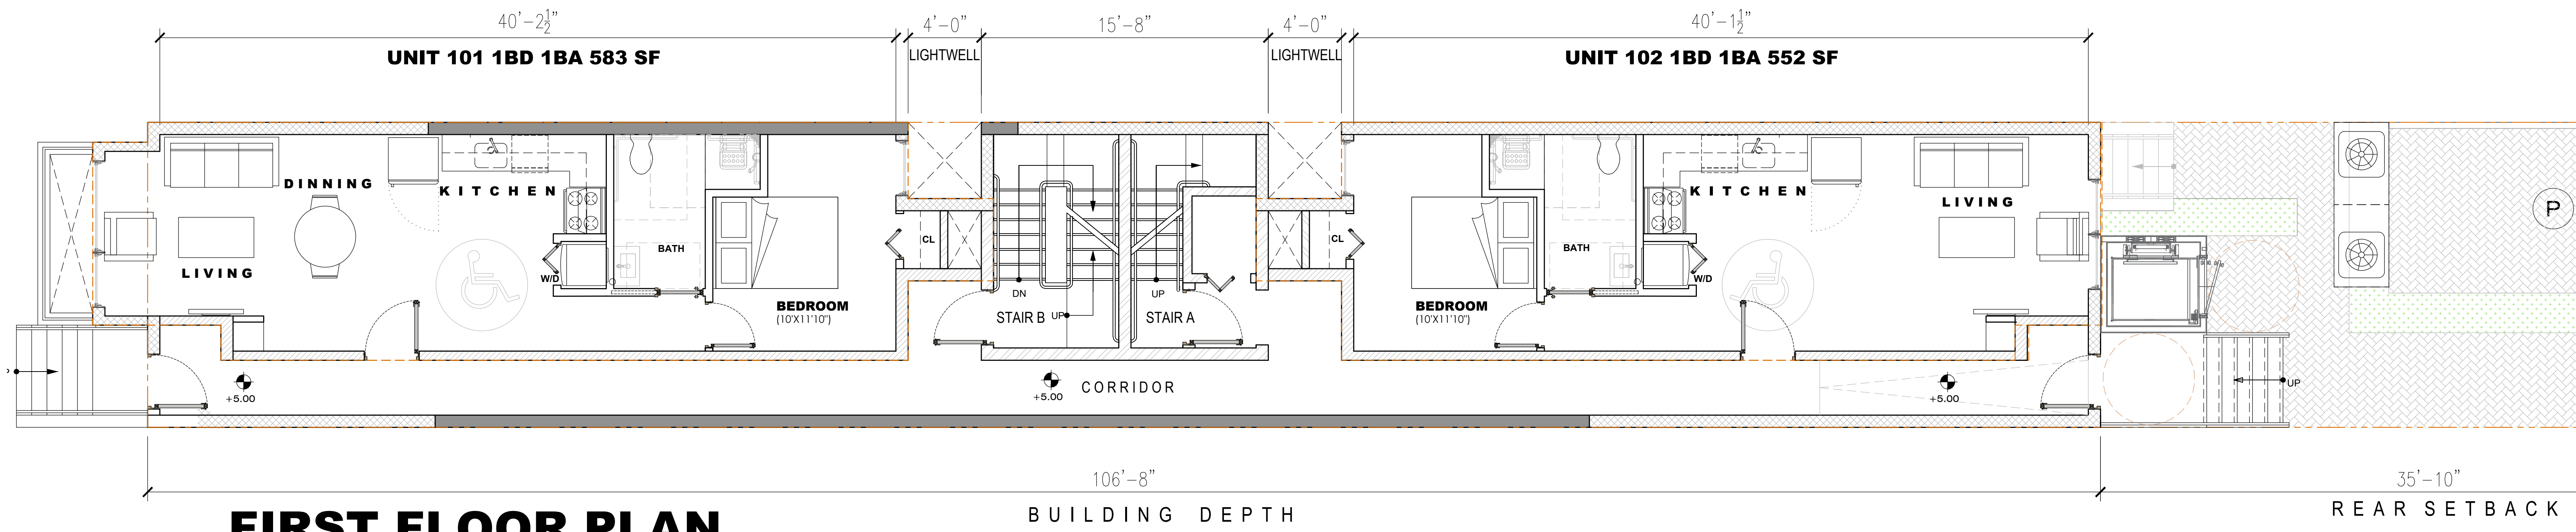 40'-2½"
4'-0"
15'-8"
4'-0"
40'-1½"
UNIT 101 1BD 1BA 583 SF
LIGHTWELL
LIGHTWELL
UNIT 102 1BD 1BA 552 SF
DINNING
KITCHEN
LIVING
BATH
W/D
BEDROOM
(10'X11'10")
CL
DN
UP
STAIR B
UP
STAIR A
CL
BEDROOM
(10'X11'10")
BATH
W/D
KITCHEN
LIVING
P
UP
+5.00
+5.00
CORRIDOR
+5.00
106'-8"
35'-10"
BUILDING DEPTH
REAR SETBACK
FIRST FLOOR PLAN